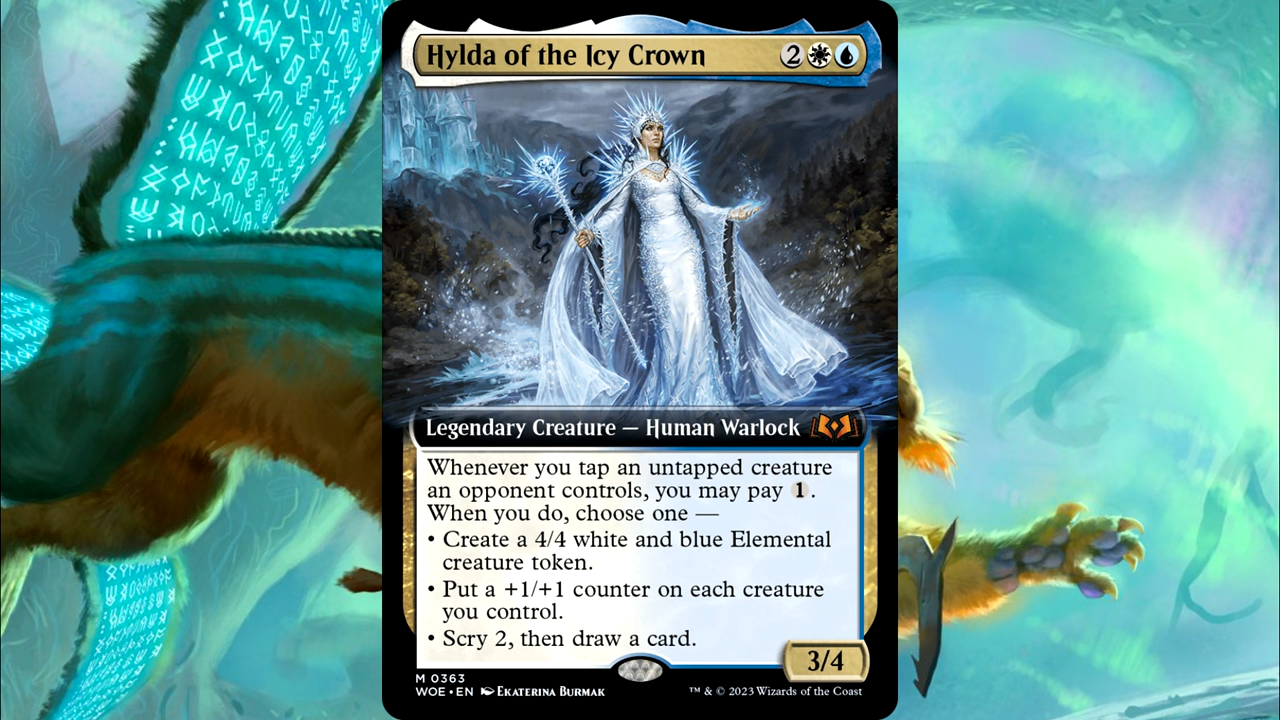 Hylda of the Icy Crown 2
Legendary Creature — Human Warlock
Whenever you tap an untapped creature
an opponent controls, you may pay 1.
When you do, choose one —
• Create a 4/4 white and blue Elemental
creature token.
• Put a +1/+1 counter on each creature
you control.
• Scry 2, then draw a card.
3/4
M 0363
WOE • EN Ekaterina Burmak
™ & © 2023 Wizards of the Coast